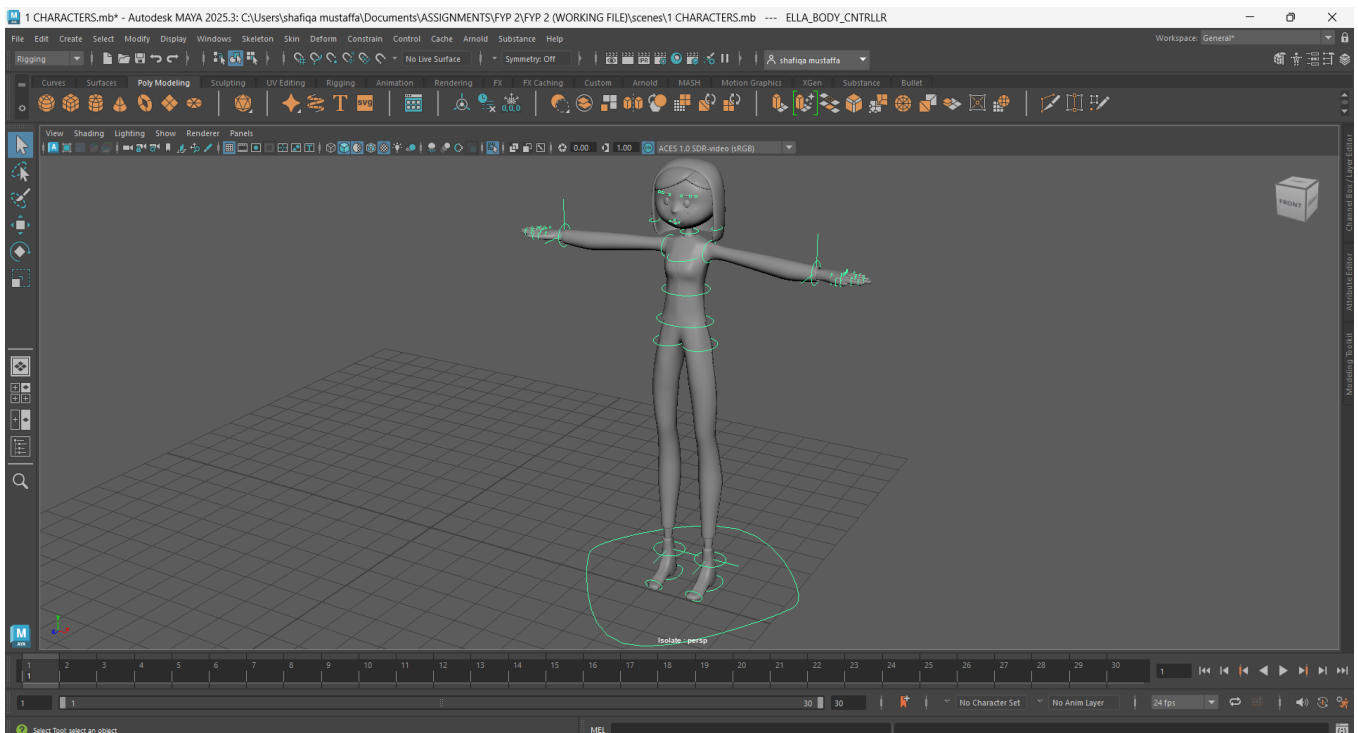 1 CHARACTERS.mb* - Autodesk MAYA 2025.3: C:\Users\shafiqa mustaffa\Documents\ASSIGNMENTS\FYP 2\FYP 2 (WORKING FILE)\scenes\1 CHARACTERS.mb --- ELLA_BODY_CNTRLLR
File Edit Create Select Modify Display Windows Skeleton Skin Deform Constrain Control Cache Arnold Substance Help
Workspace: General*
Rigging No Live Surface Symmetry: Off shafiqa mustaffa
Curves Surfaces Poly Modeling Sculpting UV Editing Rigging Animation Rendering FX FX Caching Custom Arnold MASH Motion Graphics XGen Substance Bullet
T svg 0,0,0
View Shading Lighting Show Renderer Panels
0.00 1.00 ACES 1.0 SDR-video (sRGB)
FRONT
Channel Box / Layer Editor
Attribute Editor
Modeling Toolkit
Isolate : persp
M
AYA
1 2 3 4 5 6 7 8 9 10 11 12 13 14 15 16 17 18 19 20 21 22 23 24 25 26 27 28 29 30
1 1
1 1 30 30 No Character Set No Anim Layer 24 fps
Select Tool: select an object MEL